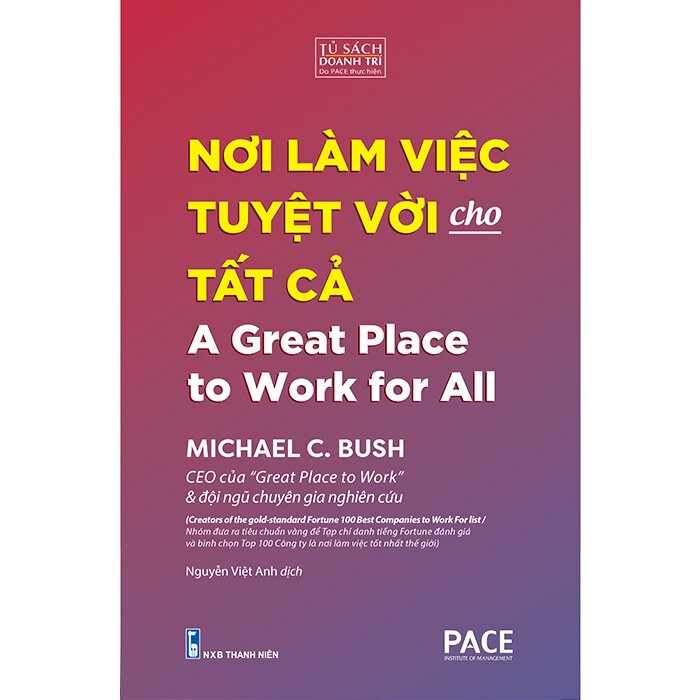 TỦ SÁCH
DOANH TRÍ
Do PACE thực hiện
NƠI LÀM VIỆC
TUYỆT VỜI cho
TẤT CẢ
A Great Place
to Work for All
MICHAEL C. BUSH
CEO của “Great Place to Work”
& đội ngũ chuyên gia nghiên cứu
(Creators of the gold-standard Fortune 100 Best Companies to Work For list /
Nhóm đưa ra tiêu chuẩn vàng để Tạp chí danh tiếng Fortune đánh giá
và bình chọn Top 100 Công ty là nơi làm việc tốt nhất thế giới)
Nguyễn Việt Anh dịch
NXB THANH NIÊN
PACE
INSTITUTE OF MANAGEMENT